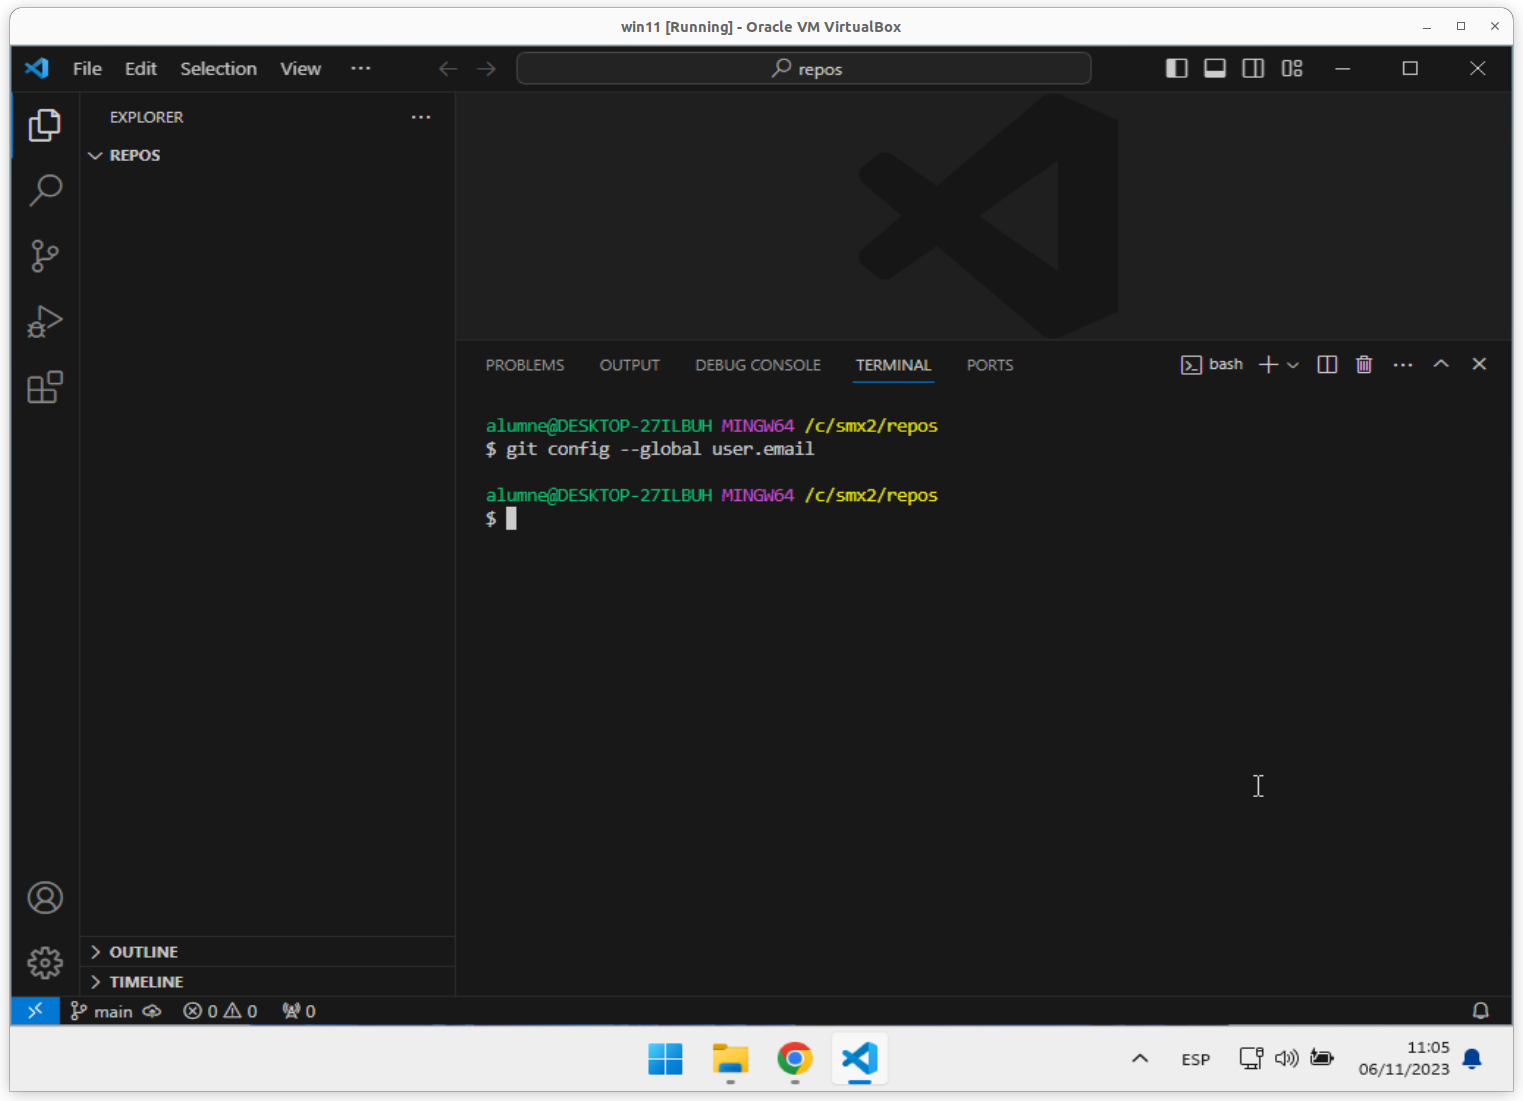 win11 [Running] - Oracle VM VirtualBox
File Edit Selection View ··· repos
EXPLORER ···
REPOS
PROBLEMS OUTPUT DEBUG CONSOLE TERMINAL PORTS bash ···
alumne@DESKTOP-27ILBUH MINGW64 /c/smx2/repos
$ git config --global user.email
alumne@DESKTOP-27ILBUH MINGW64 /c/smx2/repos
$
OUTLINE
TIMELINE
main 0 0 0
ESP
11:05
06/11/2023